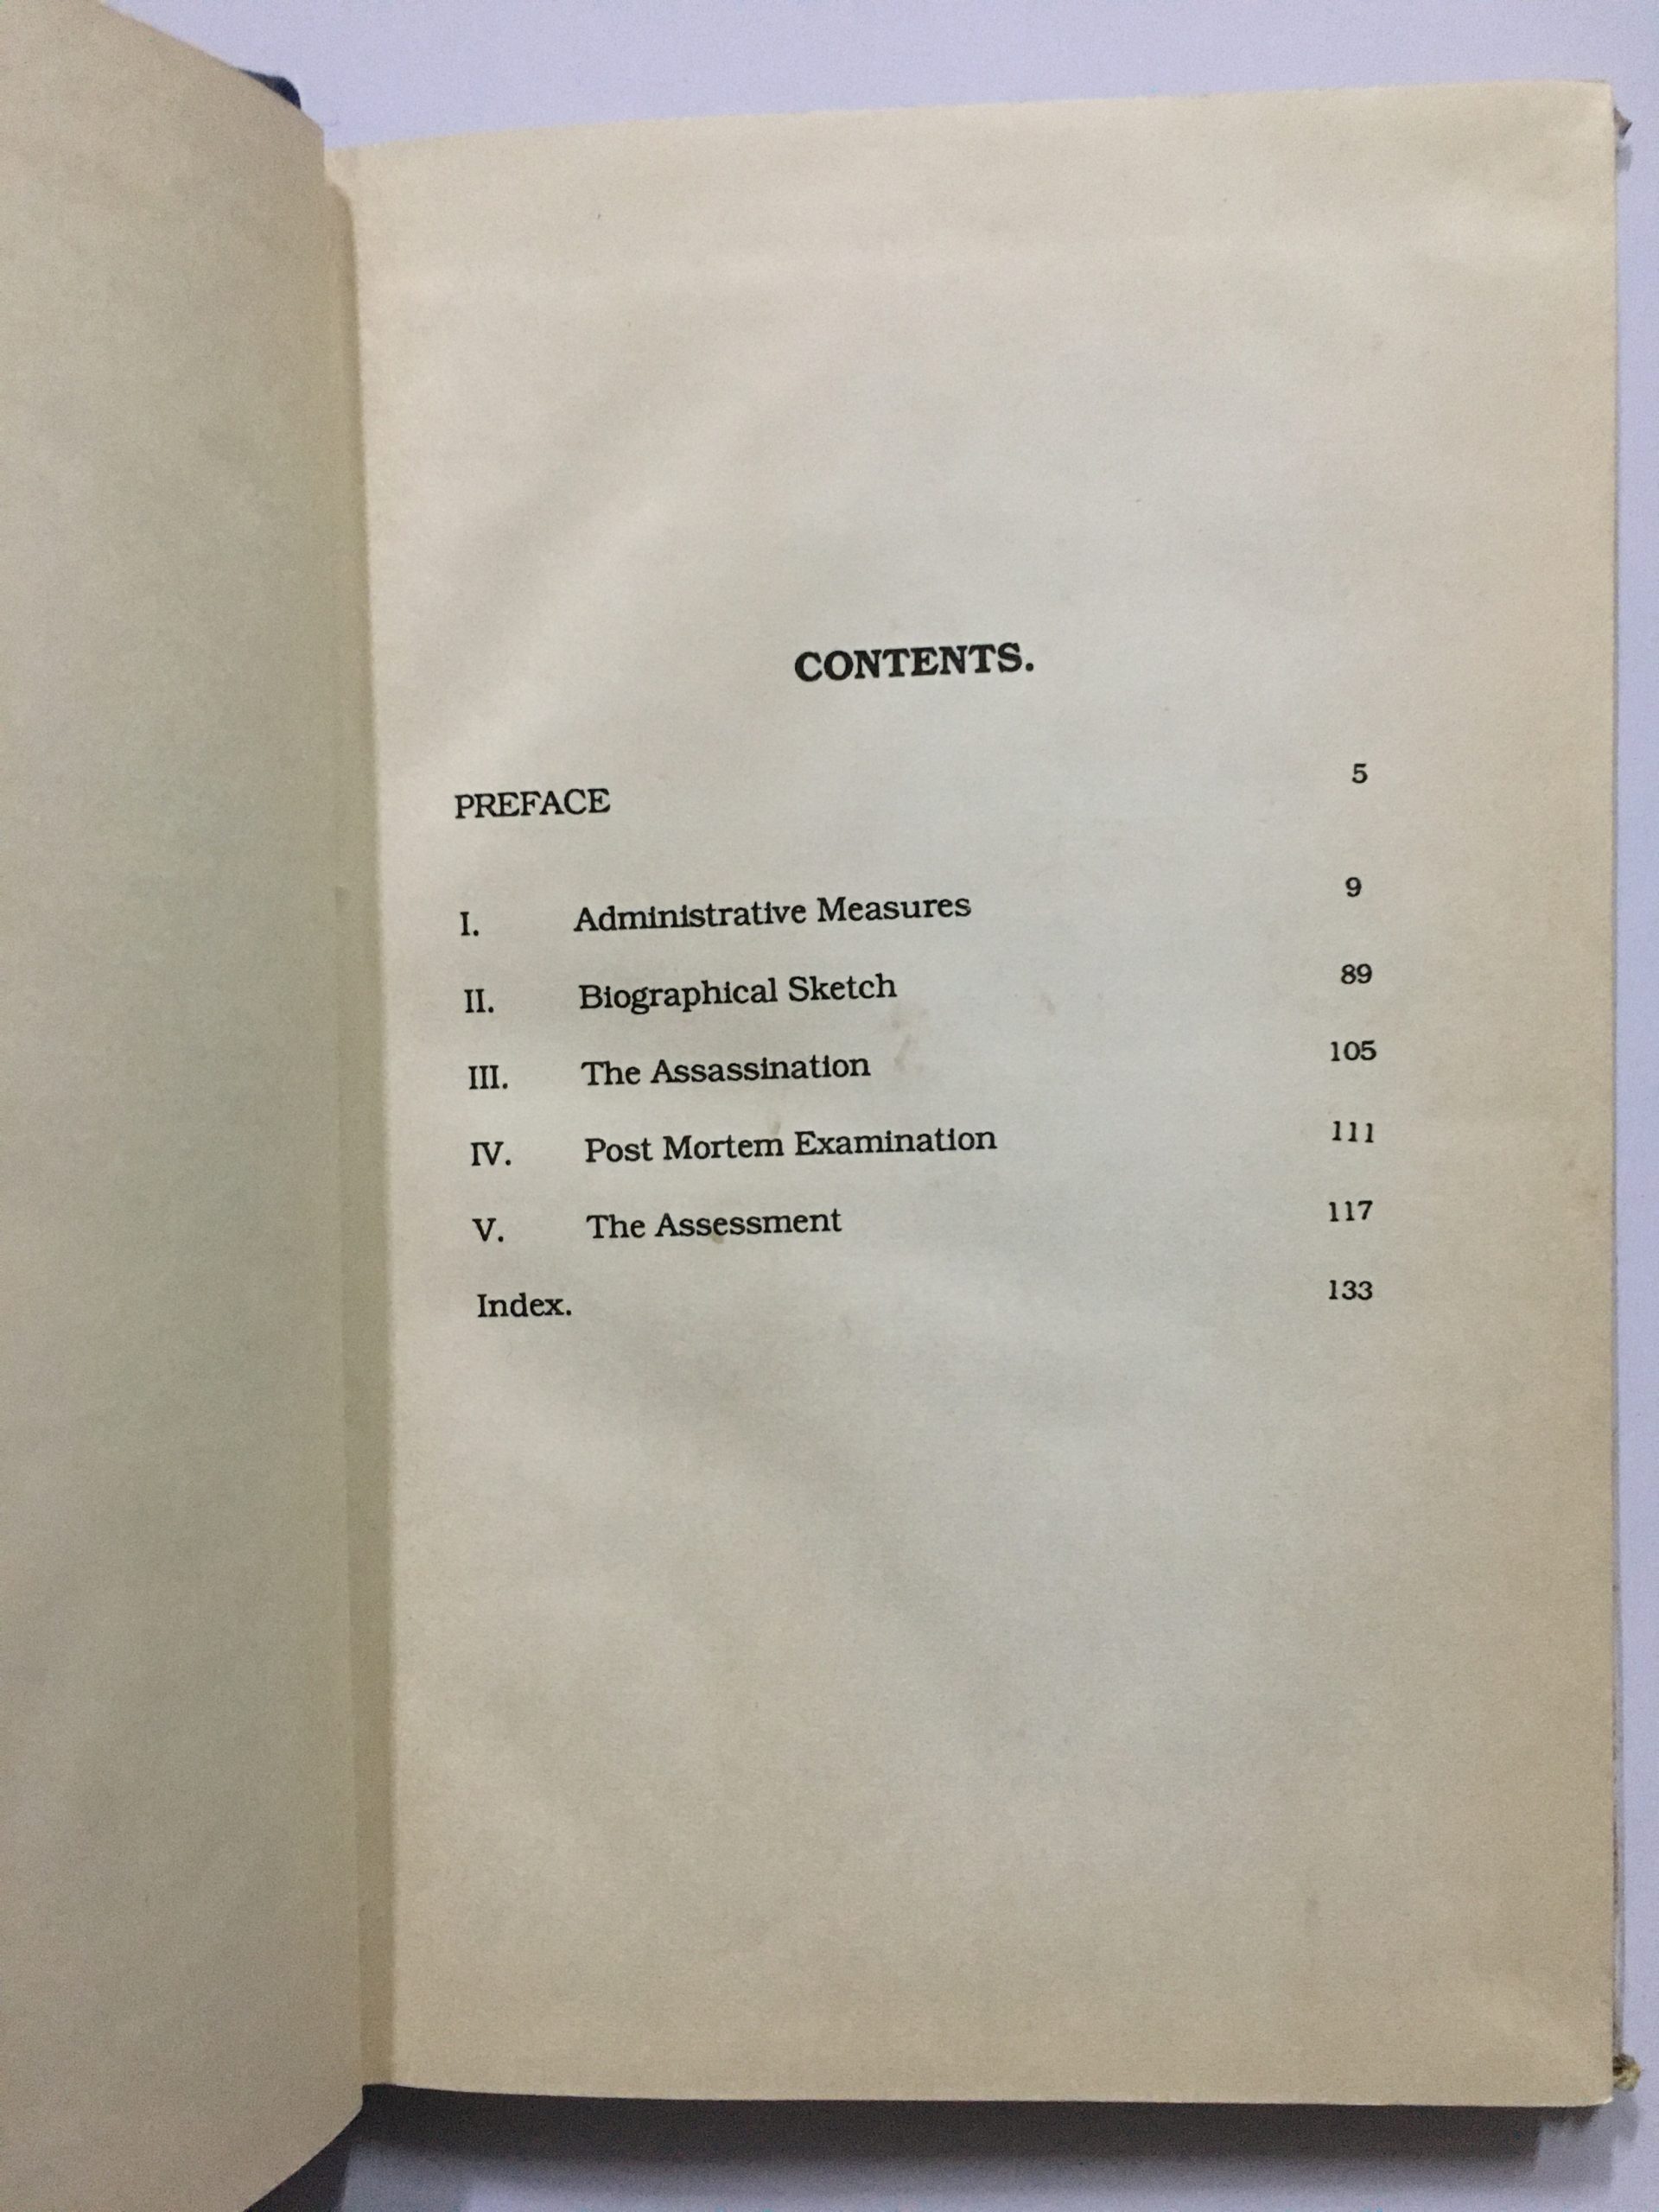 CONTENTS.
PREFACE 5
I. Administrative Measures 9
II. Biographical Sketch 89
III. The Assassination 105
IV. Post Mortem Examination 111
V. The Assessment 117
Index. 133